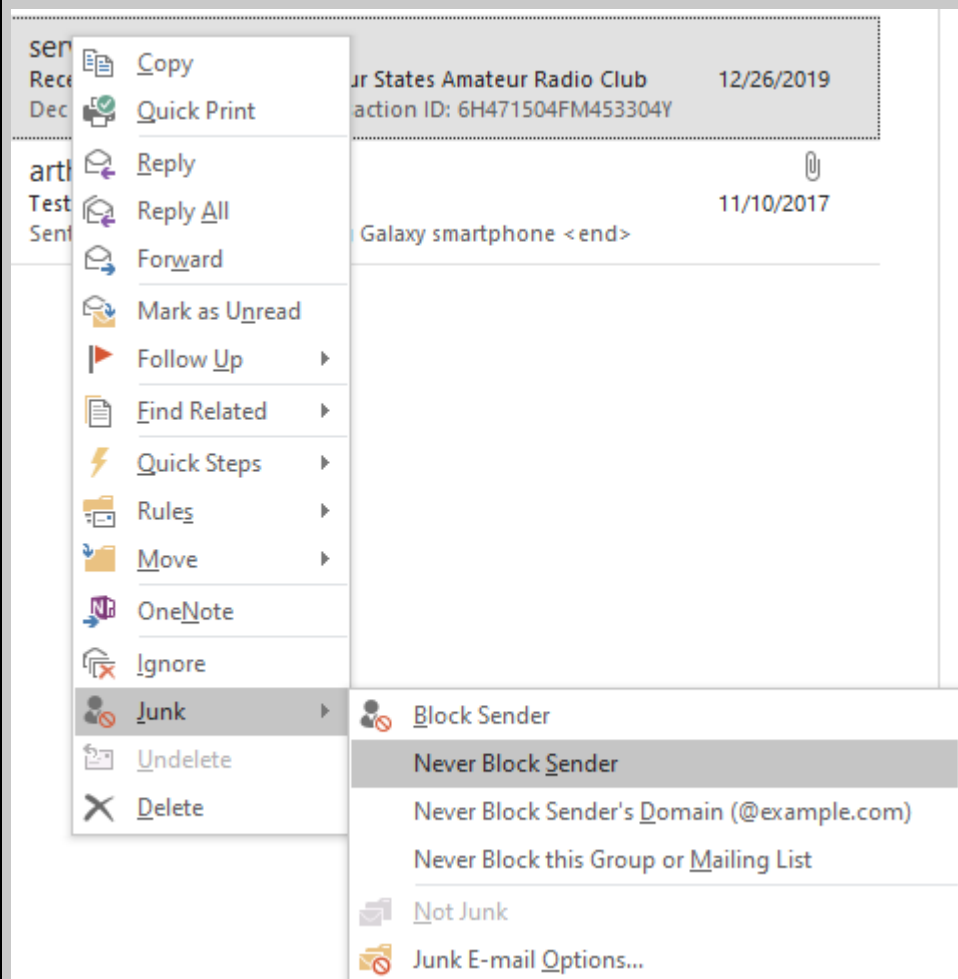 serv
Rece ur States Amateur Radio Club 12/26/2019
Dec action ID: 6H471504FM453304Y
arth
Test 11/10/2017
Sent Galaxy smartphone <end>
Copy
Quick Print
Reply
Reply All
Forward
Mark as Unread
Follow Up
Find Related
Quick Steps
Rules
Move
OneNote
Ignore
Junk
Undelete
Delete
Block Sender
Never Block Sender
Never Block Sender's Domain (@example.com)
Never Block this Group or Mailing List
Not Junk
Junk E-mail Options...